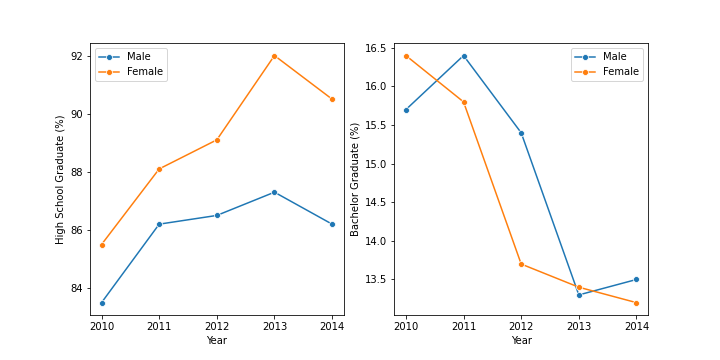 Male
Female
92
90
88
86
84
High School Graduate (%)
2010 2011 2012 2013 2014
Year
Male
Female
16.5
16.0
15.5
15.0
14.5
14.0
13.5
Bachelor Graduate (%)
2010 2011 2012 2013 2014
Year